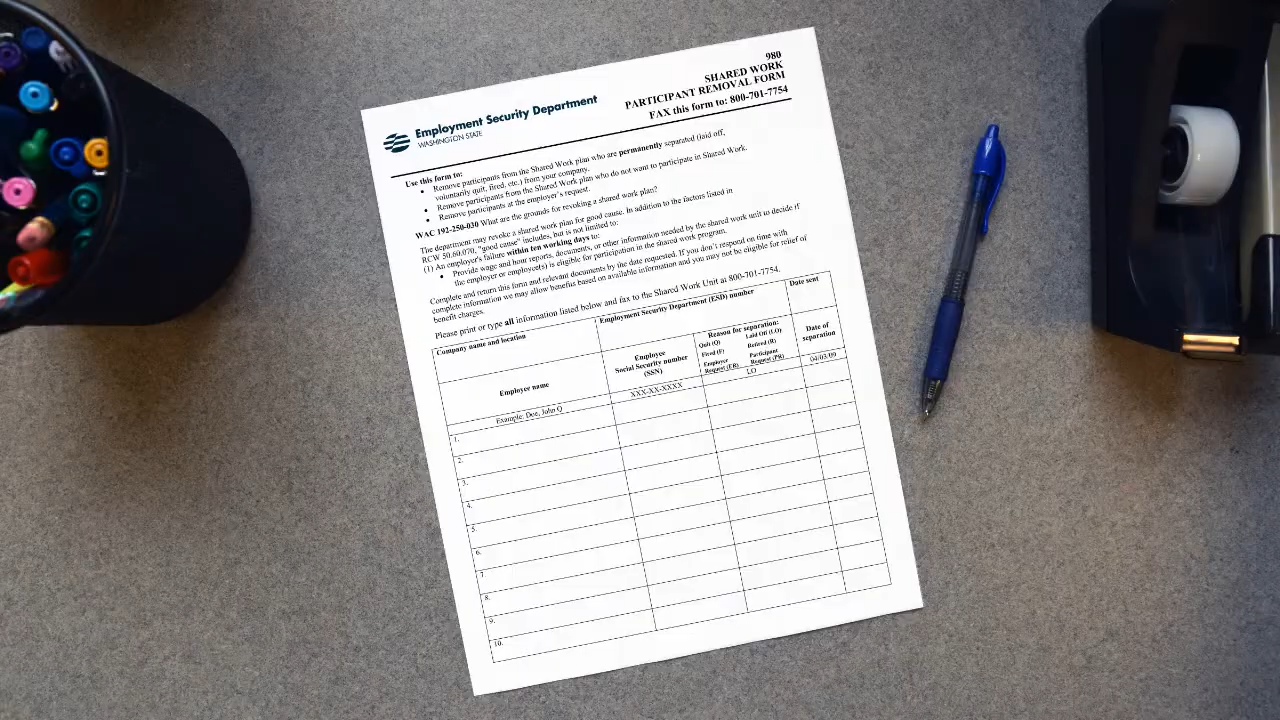 980
SHARED WORK
PARTICIPANT REMOVAL FORM
FAX this form to: 800-701-7754
Employment Security Department
WASHINGTON STATE
Use this form to:
• Remove participants from the Shared Work plan who are permanently separated (laid off,
voluntarily quit, fired, etc.) from your company.
• Remove participants from the Shared Work plan who do not want to participate in Shared Work.
• Remove participants at the employer's request.
WAC 192-250-030 What are the grounds for revoking a shared work plan?
The department may revoke a shared work plan for good cause. In addition to the factors listed in
RCW 50.60.070, "good cause" includes, but is not limited to:
(1) An employer's failure within ten working days to:
• Provide wage and hour reports, documents, or other information needed by the shared work unit to decide if
the employer or employee(s) is eligible for participation in the shared work program.
Complete and return this form and relevant documents by the date requested. If you don't respond on time with
complete information we may allow benefits based on available information and you may not be eligible for relief of
benefit charges.
Please print or type all information listed below and fax to the Shared Work Unit at 800-701-7754.
Company name and location
Employment Security Department (ESD) number
Date sent
Employer name
Employee
Social Security number
(SSN)
Reason for separation:
Quit (Q) Laid Off (LO)
Fired (F) Retired (R)
Employer Request (ER) Participant Request (PR)
Date of
separation
Example: Doe, John Q XXX-XX-XXXX LO 04/03/09
1.
2.
3.
4.
5.
6.
7.
8.
9.
10.